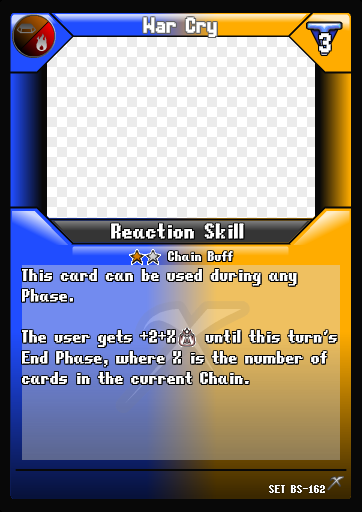 War Cry
3
Reaction Skill
Chain Buff
This card can be used during any
Phase.
The user gets +2+X until this turn's
End Phase, where X is the number of
cards in the current Chain.
SET BS-162